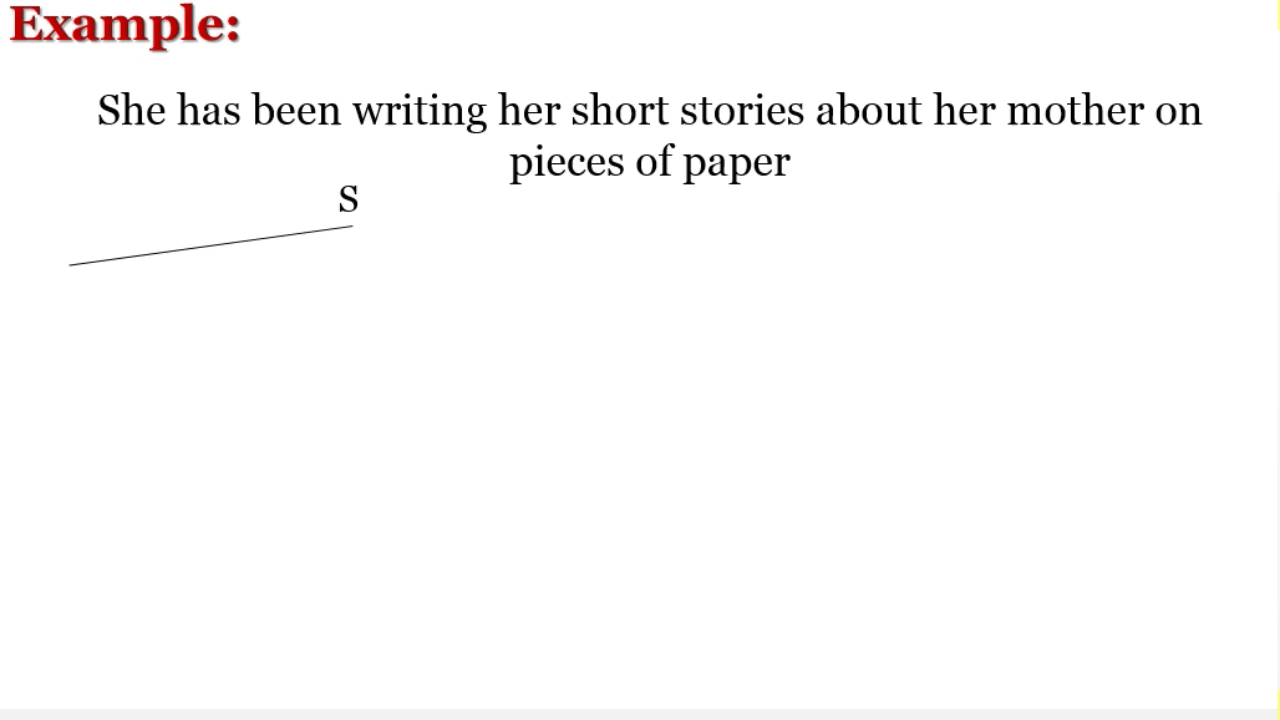 Example:
She has been writing her short stories about her mother on
pieces of paper
S